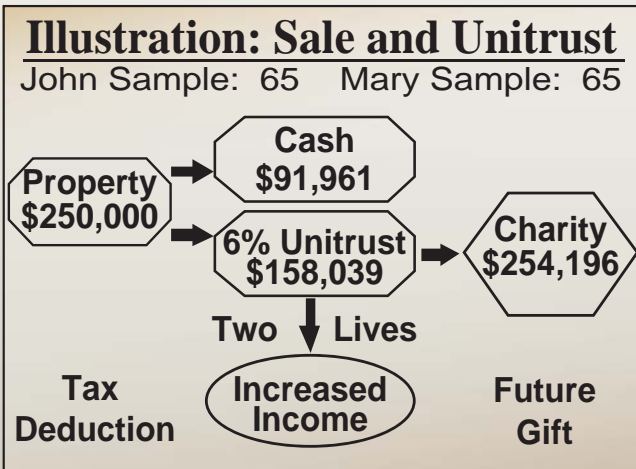 Illustration: Sale and Unitrust
John Sample: 65 Mary Sample: 65
Property
$250,000
Cash
$91,961
6% Unitrust
$158,039
Charity
$254,196
Two Lives
Increased
Income
Tax
Deduction
Future
Gift